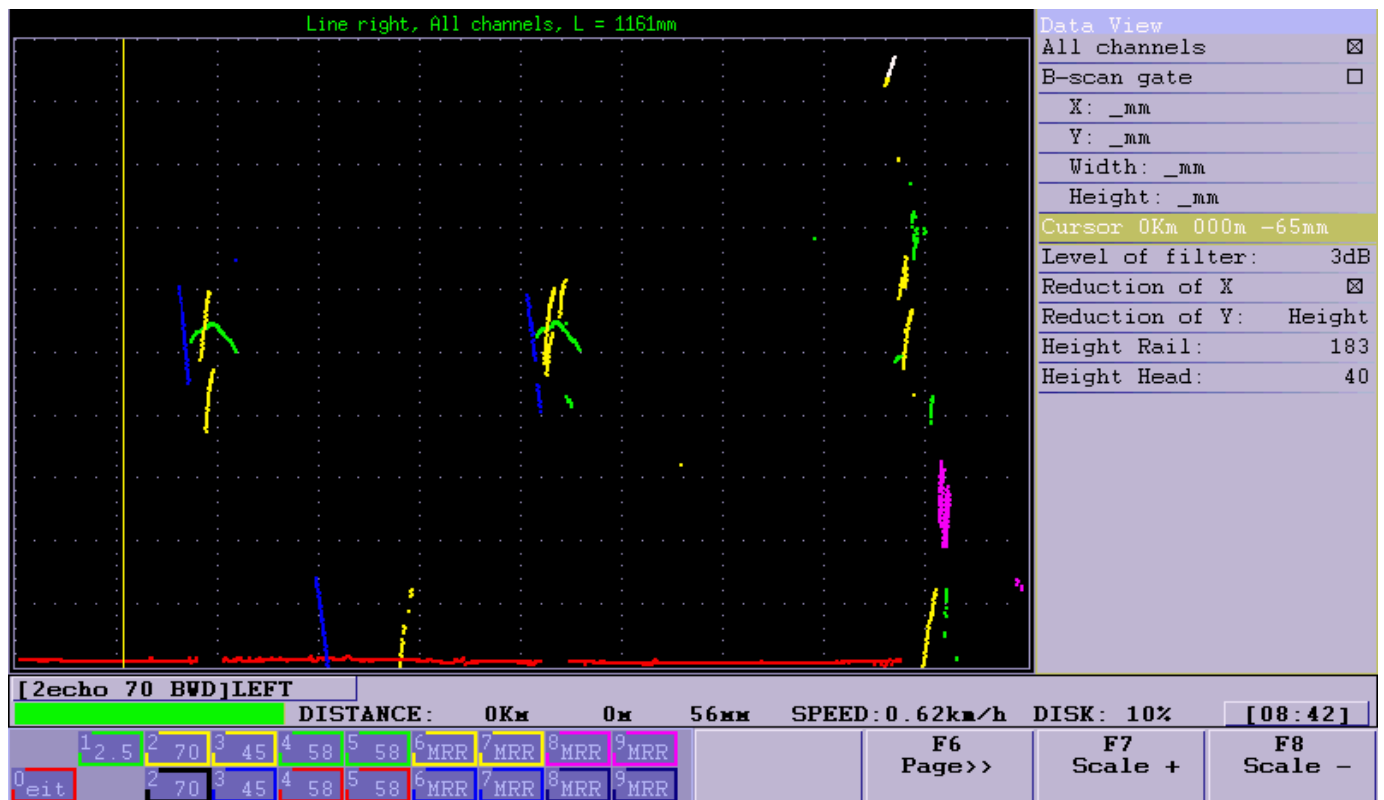 Line right, All channels, L = 1161mm
Data View
All channels
B-scan gate
X: _mm
Y: _mm
Width: _mm
Height: _mm
Cursor 0Km 000m -65mm
Level of filter: 3dB
Reduction of X
Reduction of Y: Height
Height Rail: 183
Height Head: 40
[2echo 70 BWD]LEFT
DISTANCE: 0Км 0м 56мм SPEED:0.62km/h DISK: 10% [08:42]
1 2.5 2 70 3 45 4 58 5 58 6 MRR 7 MRR 8 MRR 9 MRR
0 eit 2 70 3 45 4 58 5 58 6 MRR 7 MRR 8 MRR 9 MRR
F6
Page>>
F7
Scale +
F8
Scale -